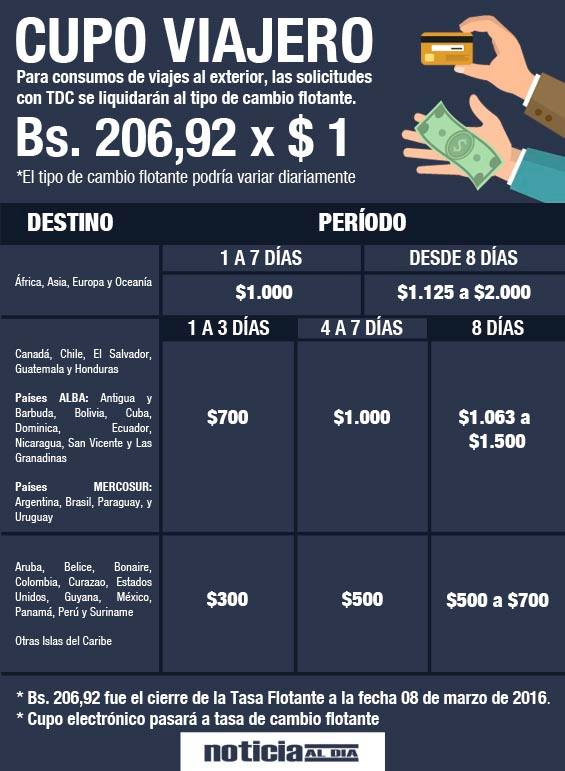 CUPO VIAJERO
Para consumos de viajes al exterior, las solicitudes
con TDC se liquidarán al tipo de cambio flotante.
Bs. 206,92 x $ 1
*El tipo de cambio flotante podría variar diariamente
DESTINO PERÍODO
1 A 7 DÍAS DESDE 8 DÍAS
África, Asia, Europa y Oceanía $1.000 $1.125 a $2.000
1 A 3 DÍAS 4 A 7 DÍAS 8 DÍAS
Canadá, Chile, El Salvador,
Guatemala y Honduras
Países ALBA: Antigua y
Barbuda, Bolivia, Cuba,
Dominica, Ecuador,
Nicaragua, San Vicente y Las
Granadinas
Países MERCOSUR:
Argentina, Brasil, Paraguay, y
Uruguay
$700 $1.000 $1.063 a
$1.500
Aruba, Belice, Bonaire,
Colombia, Curazao, Estados
Unidos, Guyana, México,
Panamá, Perú y Suriname
Otras Islas del Caribe
$300 $500 $500 a $700
* Bs. 206,92 fue el cierre de la Tasa Flotante a la fecha 08 de marzo de 2016.
* Cupo electrónico pasará a tasa de cambio flotante
noticia AL DIA